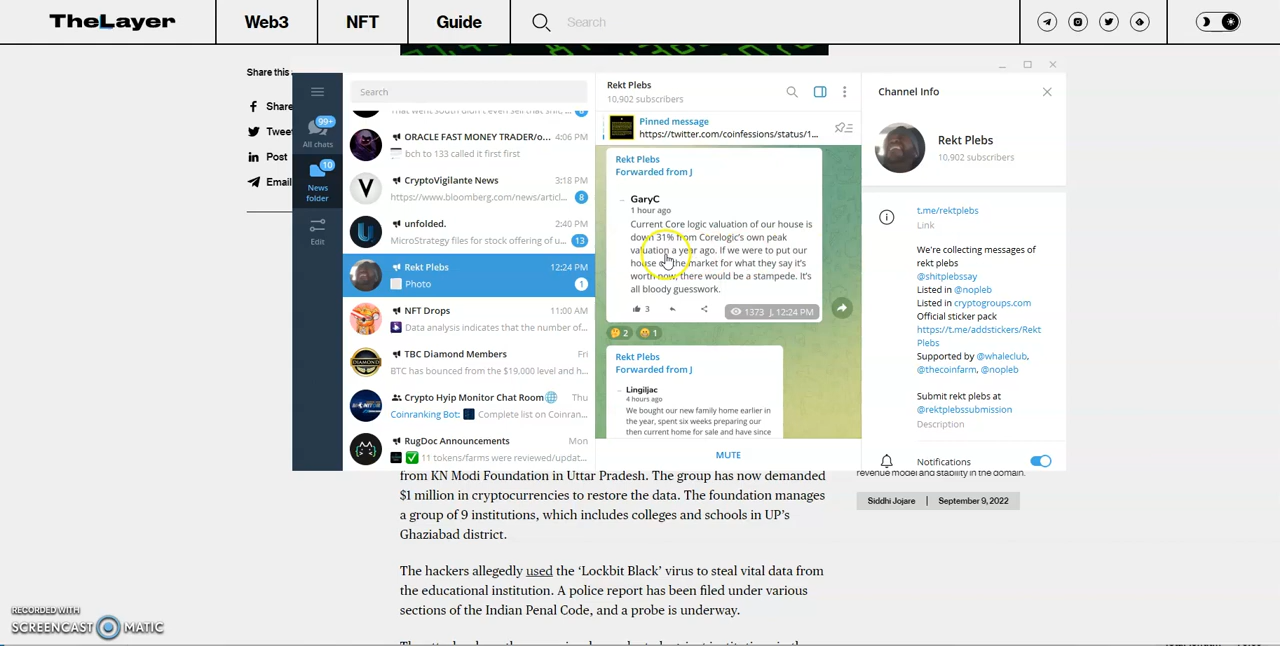 TheLayer
Web3
NFT
Guide
Search
Share this
Share
Tweet
Post
Email
99+
All chats
10
News
folder
Edit
Search
ORACLE FAST MONEY TRADER/o... 4:06 PM
bch to 133 called it first first
CryptoVigilante News 3:18 PM
https://www.bloomberg.com/news/articl... 8
unfolded. 2:40 PM
MicroStrategy files for stock offering of u... 13
Rekt Plebs 12:24 PM
Photo 1
NFT Drops 11:00 AM
Data analysis indicates that the number of...
TBC Diamond Members Fri
BTC has bounced from the $19,000 level and h...
Crypto Hyip Monitor Chat Room Thu
Coinranking Bot: Complete list on Coinran...
RugDoc Announcements Mon
11 tokens/farms were reviewed/updat...
Rekt Plebs
10,902 subscribers
Pinned message
https://twitter.com/coinfessions/status/1...
Rekt Plebs
Forwarded from J
GaryC
1 hour ago
Current Core logic valuation of our house is
down 31% from Corelogic's own peak
valuation a year ago. If we were to put our
house on the market for what they say it's
worth now, there would be a stampede. It's
all bloody guesswork.
3
1373 J, 12:24 PM
2 1
Rekt Plebs
Forwarded from J
Lingiljac
4 hours ago
We bought our new family home earlier in
the year, spent six weeks preparing our
then current home for sale and have since
MUTE
Channel Info
Rekt Plebs
10,902 subscribers
t.me/rektplebs
Link
We're collecting messages of
rekt plebs
@shitplebssay
Listed in @nopleb
Listed in cryptogroups.com
Official sticker pack
https://t.me/addstickers/Rekt
Plebs
Supported by @whaleclub,
@thecoinfarm, @nopleb
Submit rekt plebs at
@rektplebssubmission
Description
Notifications
revenue model and stability in the domain.
Siddhi Jojare | September 9, 2022
from KN Modi Foundation in Uttar Pradesh. The group has now demanded
$1 million in cryptocurrencies to restore the data. The foundation manages
a group of 9 institutions, which includes colleges and schools in UP's
Ghaziabad district.
The hackers allegedly used the 'Lockbit Black' virus to steal vital data from
the educational institution. A police report has been filed under various
sections of the Indian Penal Code, and a probe is underway.
RECORDED WITH
SCREENCAST MATIC